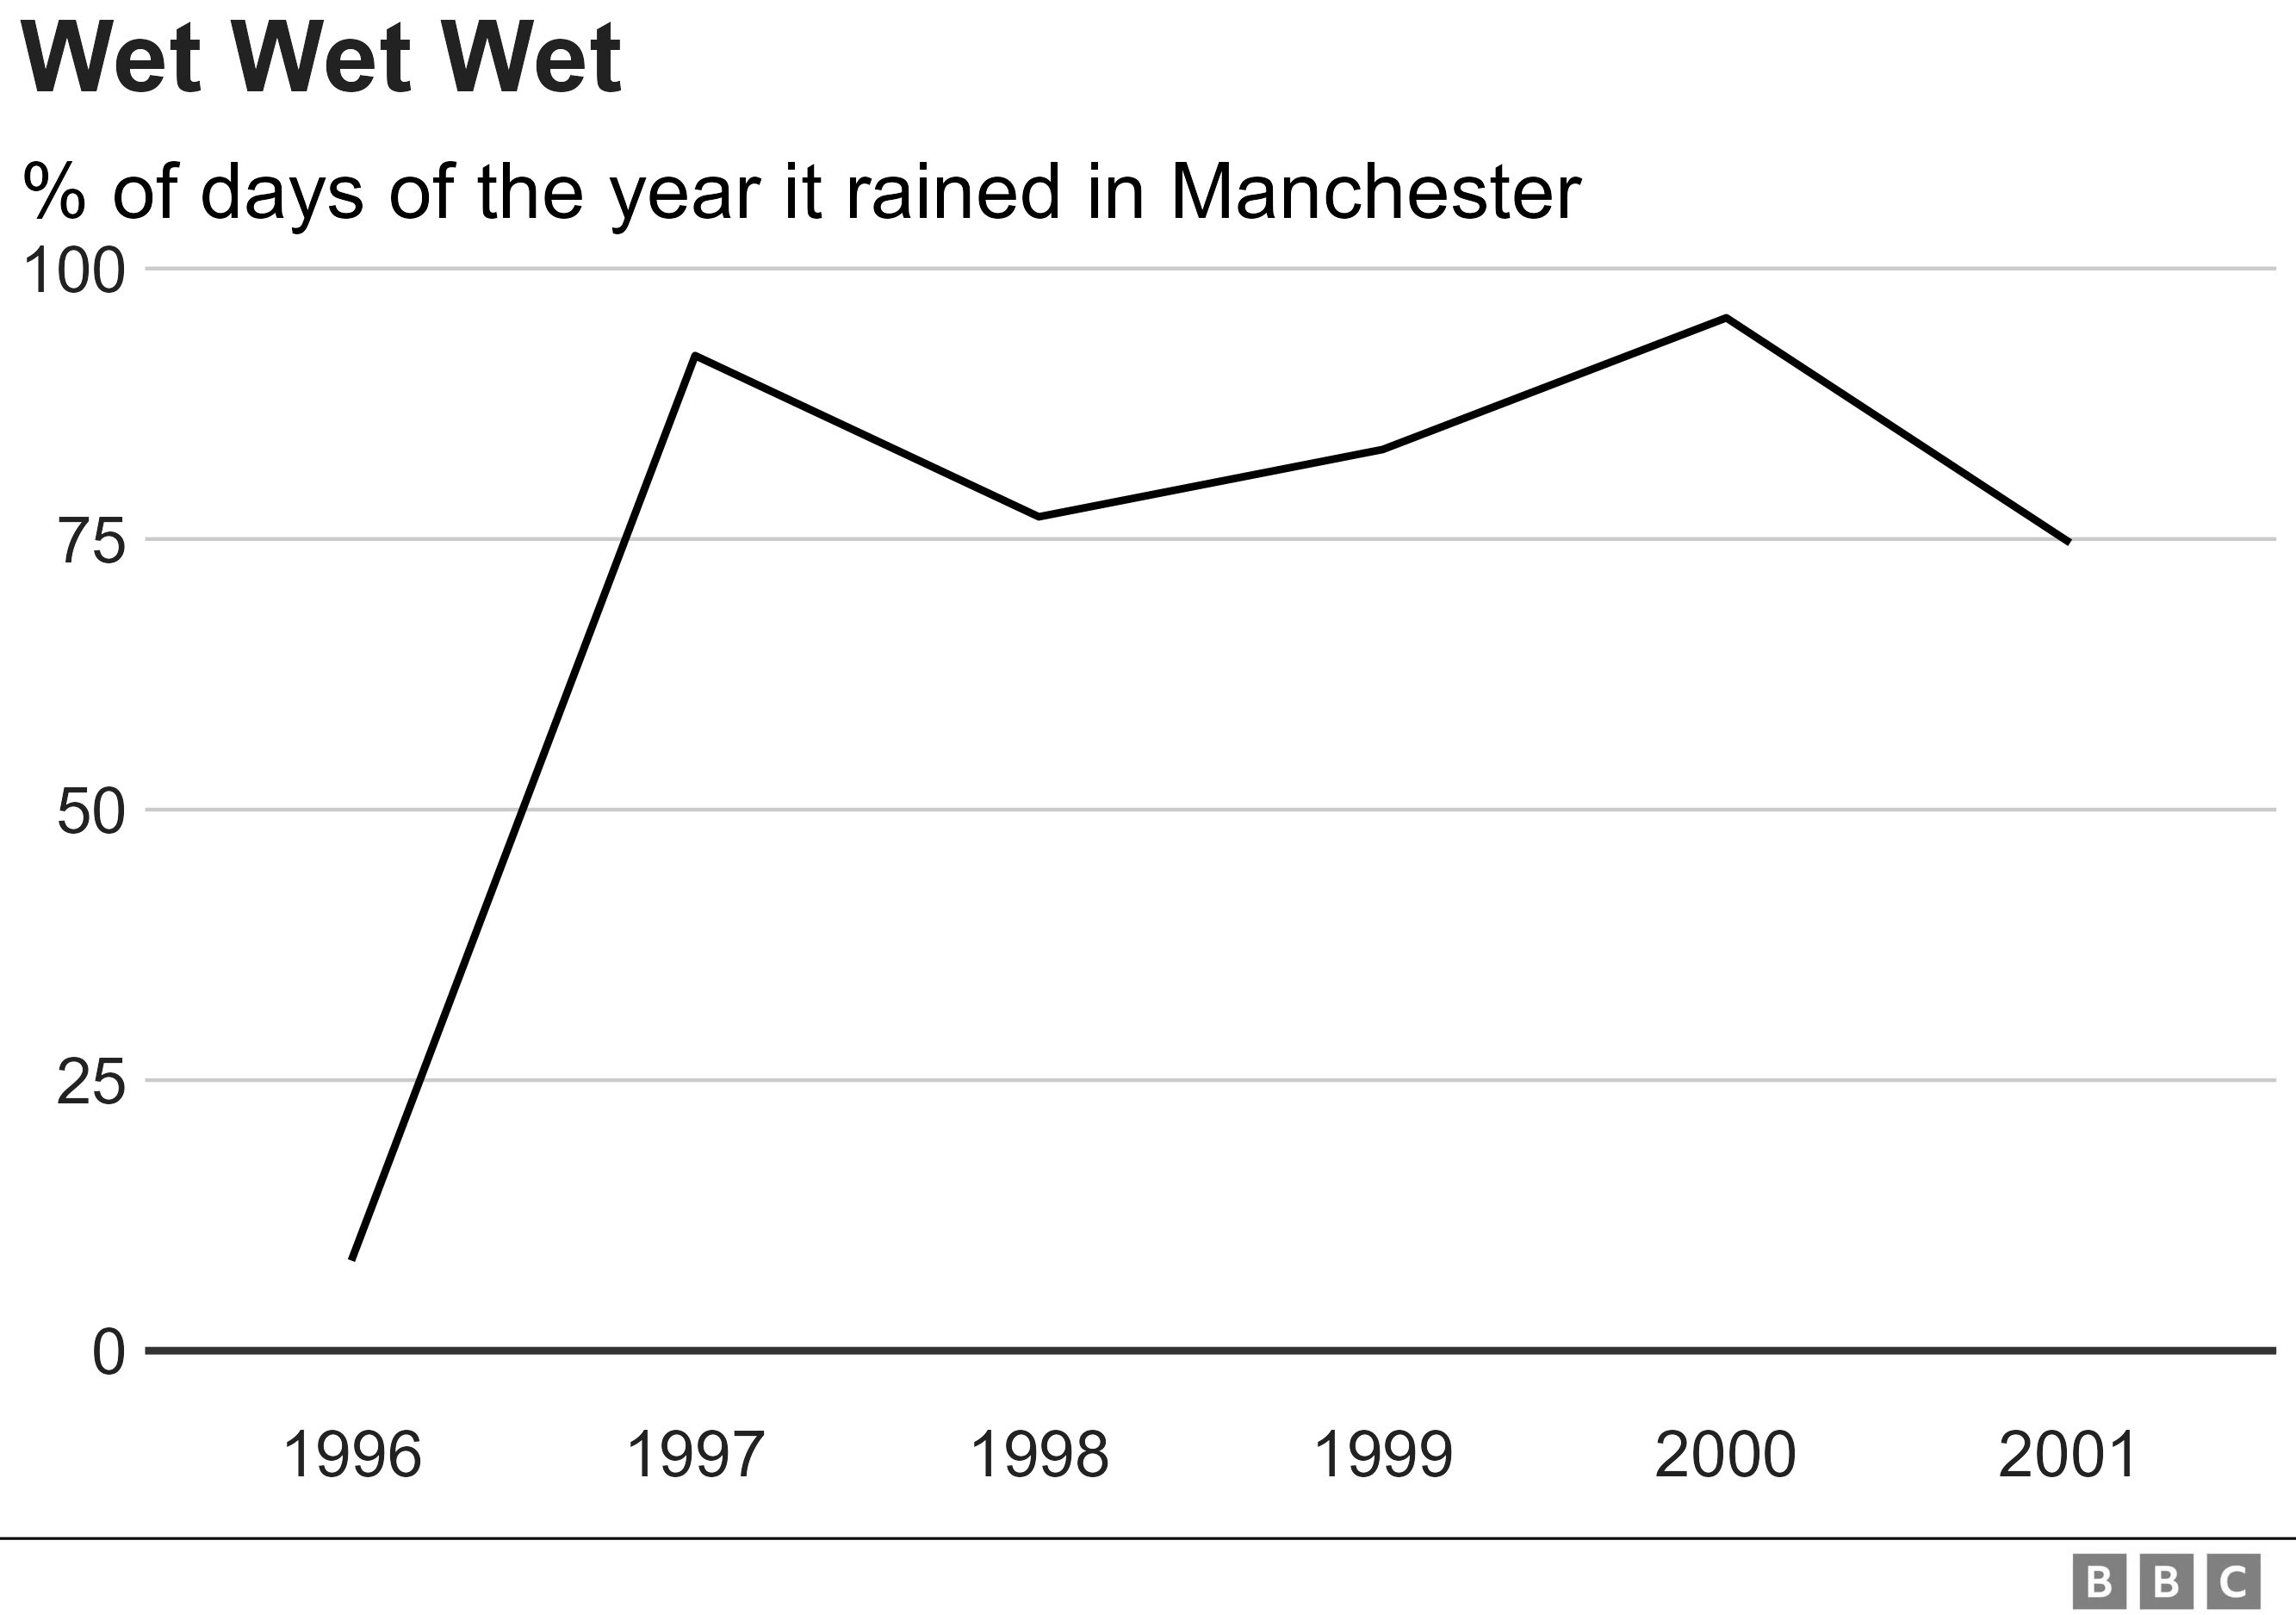 Wet Wet Wet
% of days of the year it rained in Manchester
100
75
50
25
0
1996 1997 1998 1999 2000 2001
BBC